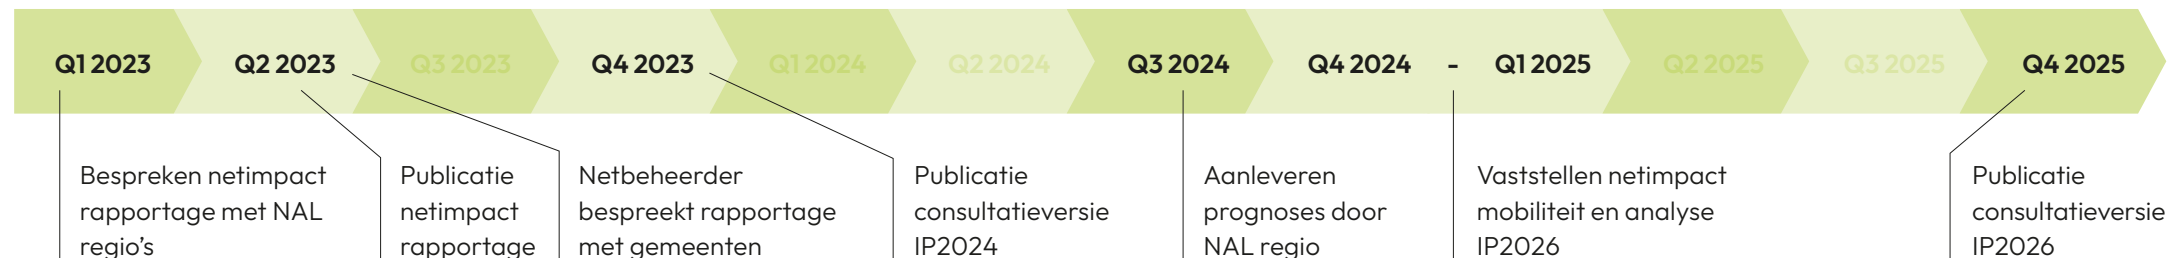 Q1 2023 Q2 2023 Q3 2023 Q4 2023 Q1 2024 Q2 2024 Q3 2024 Q4 2024 - Q1 2025 Q2 2025 Q3 2025 Q4 2025
Bespreken netimpact
rapportage met NAL
regio's
Publicatie
netimpact
rapportage
Netbeheerder
bespreekt rapportage
met gemeenten
Publicatie
consultatieversie
IP2024
Aanleveren
prognoses door
NAL regio
Vaststellen netimpact
mobiliteit en analyse
IP2026
Publicatie
consultatieversie
IP2026